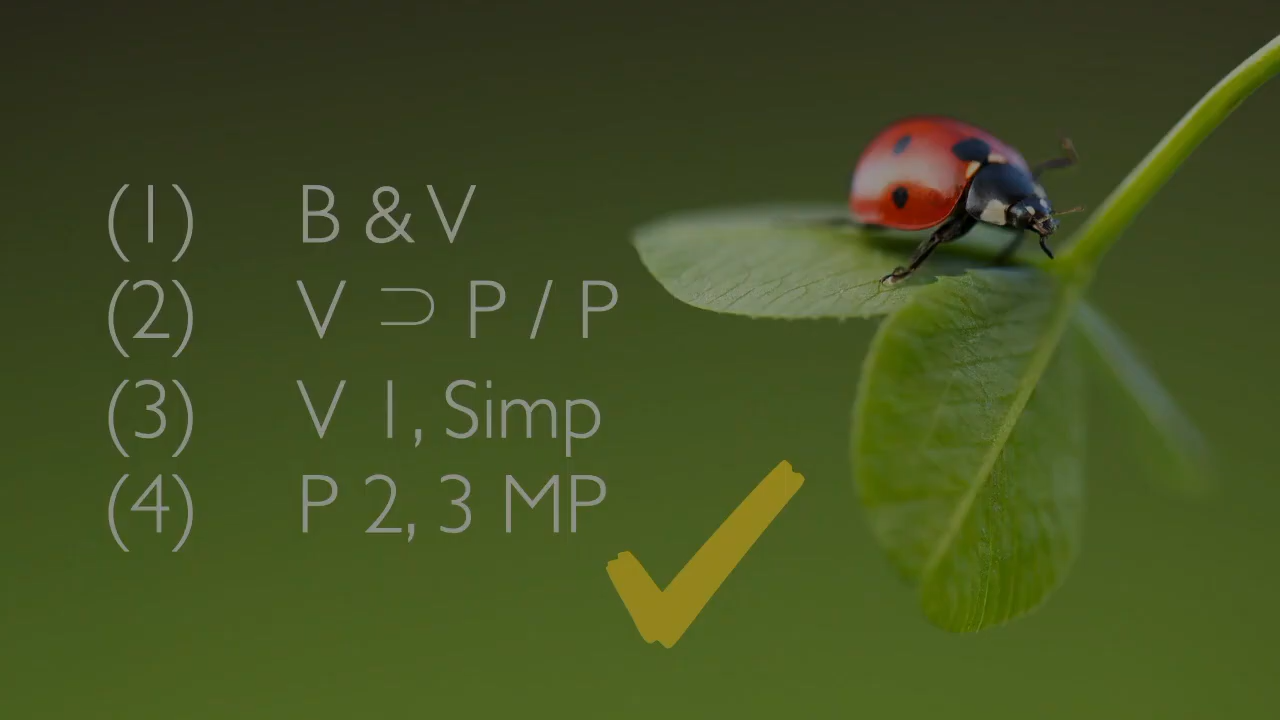 (1) B & V
(2) V ⊃ P / P
(3) V 1, Simp
(4) P 2, 3 MP